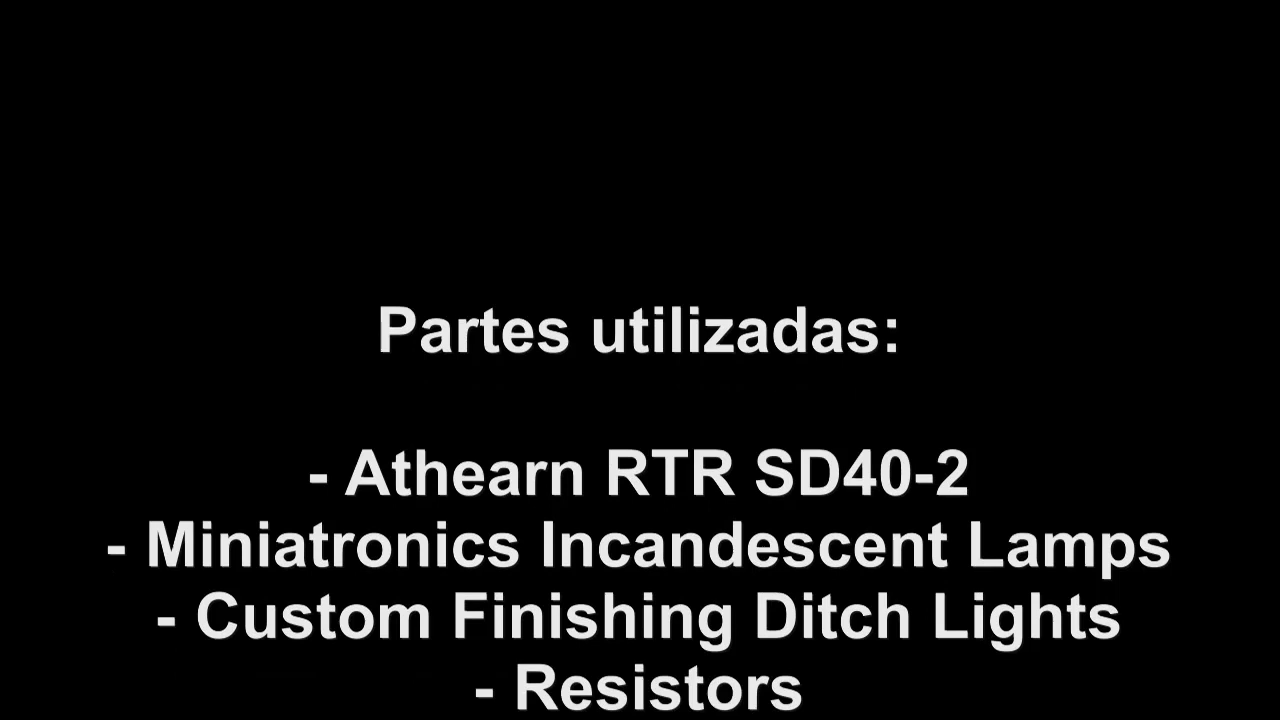 Partes utilizadas:
- Athearn RTR SD40-2
- Miniatronics Incandescent Lamps
- Custom Finishing Ditch Lights
- Resistors